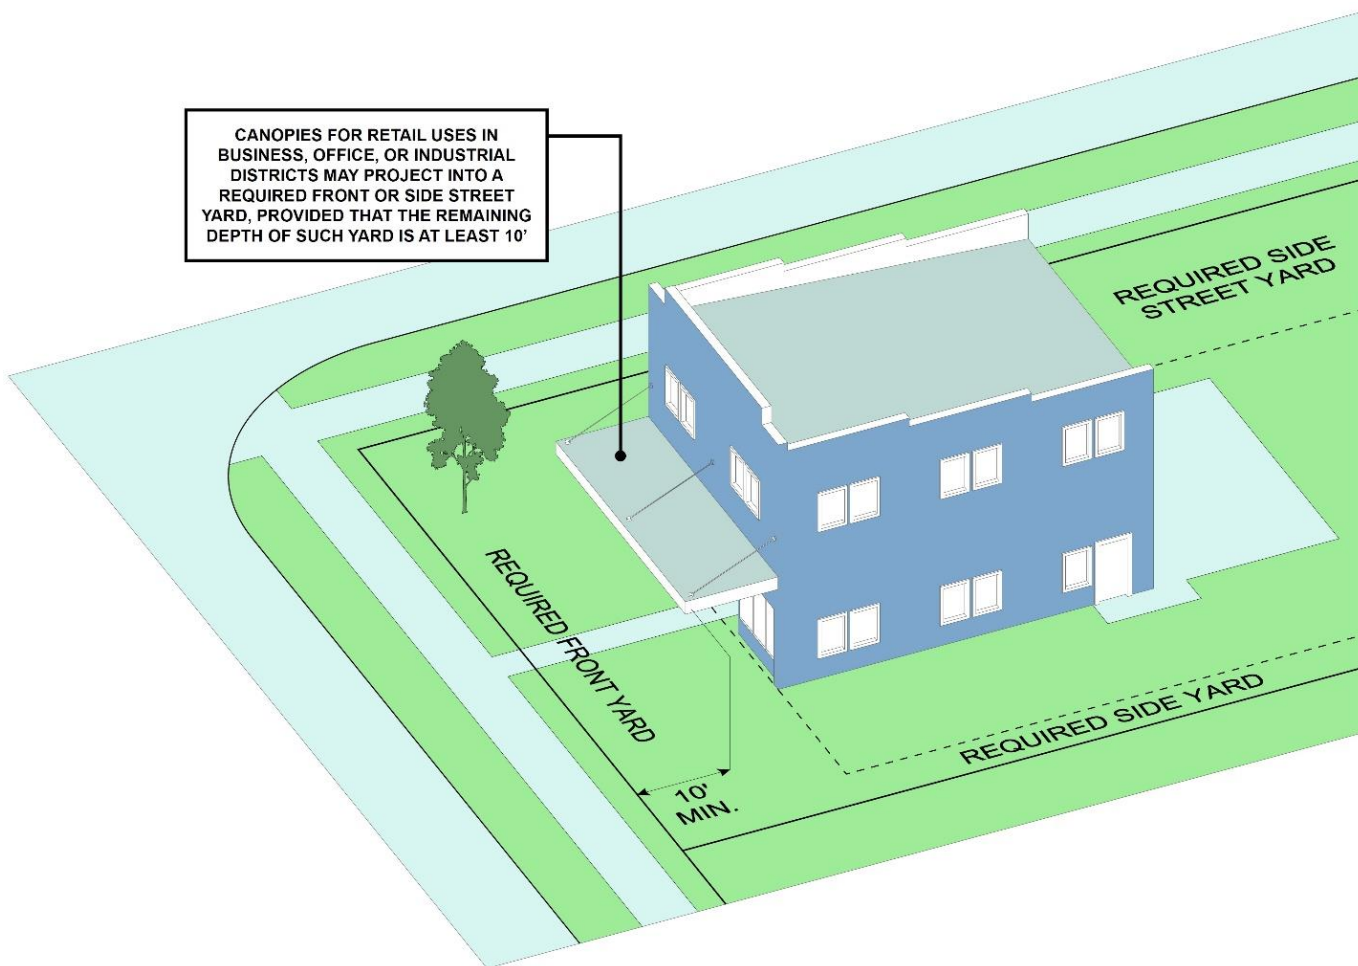 CANOPIES FOR RETAIL USES IN
BUSINESS, OFFICE, OR INDUSTRIAL
DISTRICTS MAY PROJECT INTO A
REQUIRED FRONT OR SIDE STREET
YARD, PROVIDED THAT THE REMAINING
DEPTH OF SUCH YARD IS AT LEAST 10’
REQUIRED SIDE
STREET YARD
REQUIRED FRONT YARD
REQUIRED SIDE YARD
10'
MIN.